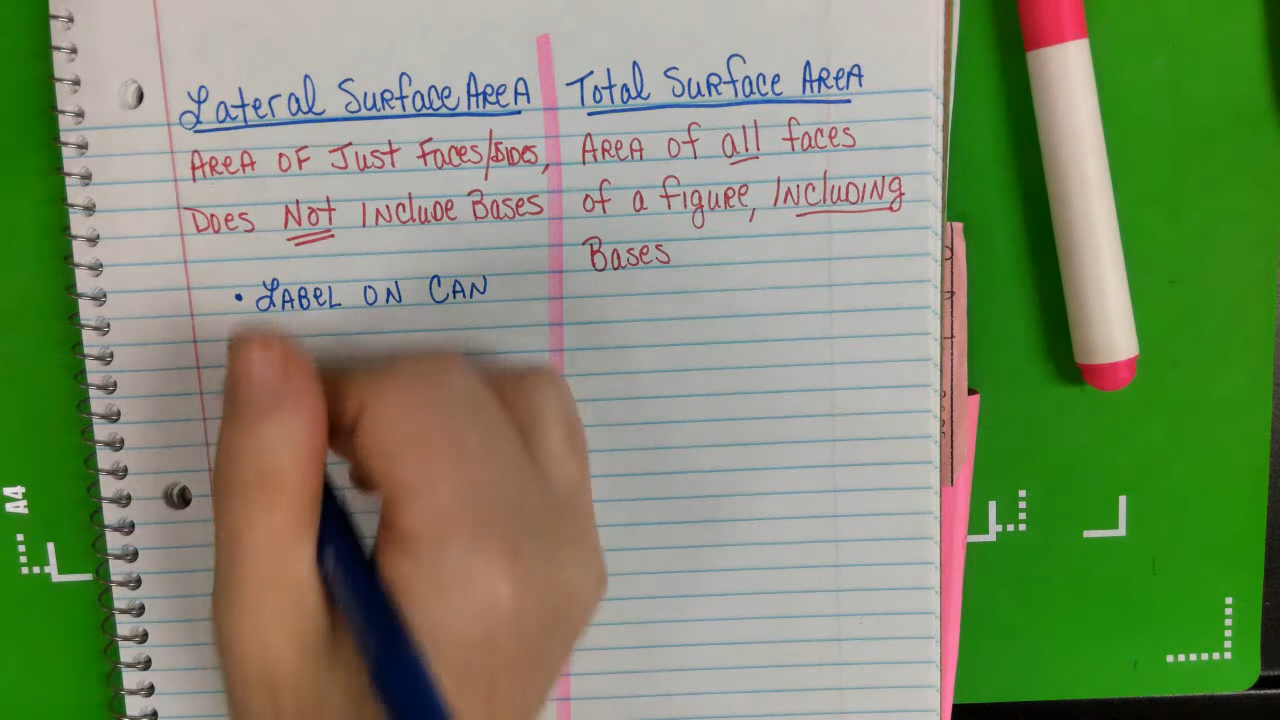 Lateral Surface Area
Area of Just Faces/Sides,
Does Not Include Bases
• Label on Can
Total Surface Area
Area of all faces
of a figure, Including
Bases
A4